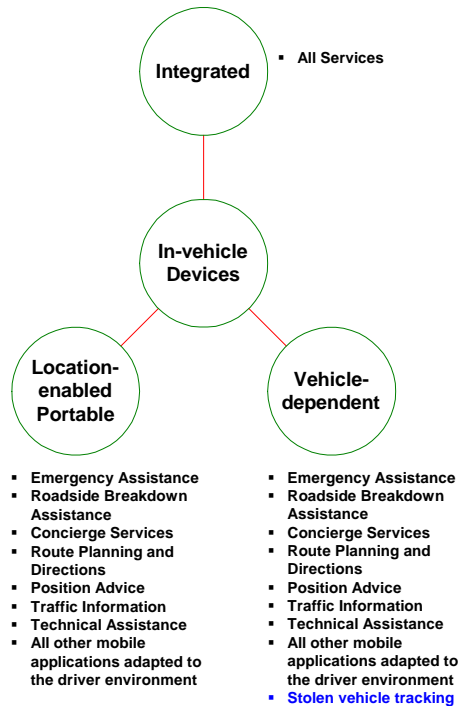 Integrated
▪ All Services
In-vehicle
Devices
Location-
enabled
Portable
Vehicle-
dependent
▪ Emergency Assistance
▪ Roadside Breakdown
Assistance
▪ Concierge Services
▪ Route Planning and
Directions
▪ Position Advice
▪ Traffic Information
▪ Technical Assistance
▪ All other mobile
applications adapted to
the driver environment
▪ Emergency Assistance
▪ Roadside Breakdown
Assistance
▪ Concierge Services
▪ Route Planning and
Directions
▪ Position Advice
▪ Traffic Information
▪ Technical Assistance
▪ All other mobile
applications adapted to
the driver environment
▪ Stolen vehicle tracking